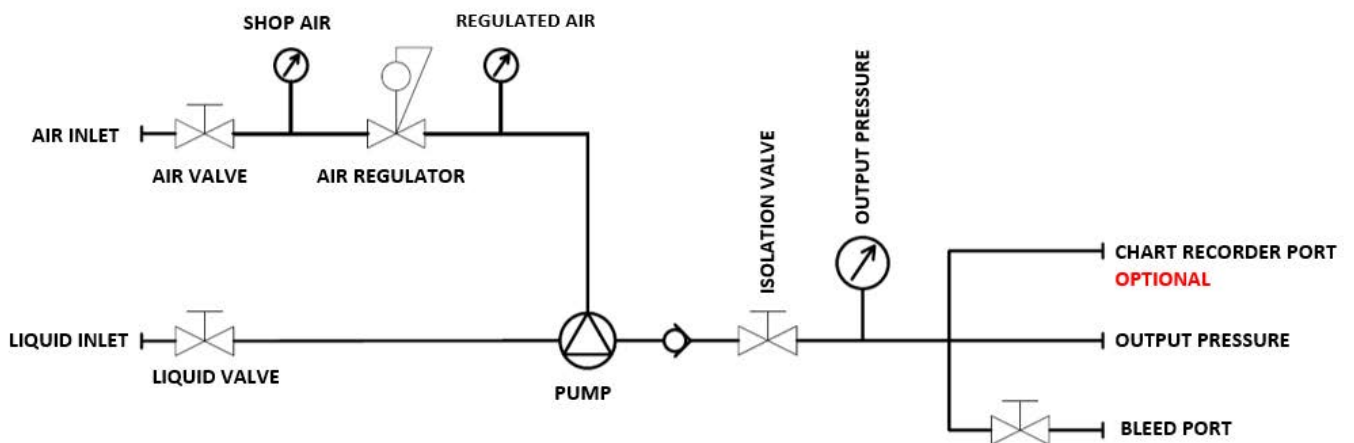 SHOP AIR
REGULATED AIR
AIR INLET
AIR VALVE
AIR REGULATOR
OUTPUT PRESSURE
ISOLATION VALVE
CHART RECORDER PORT
OPTIONAL
LIQUID INLET
OUTPUT PRESSURE
LIQUID VALVE
PUMP
BLEED PORT